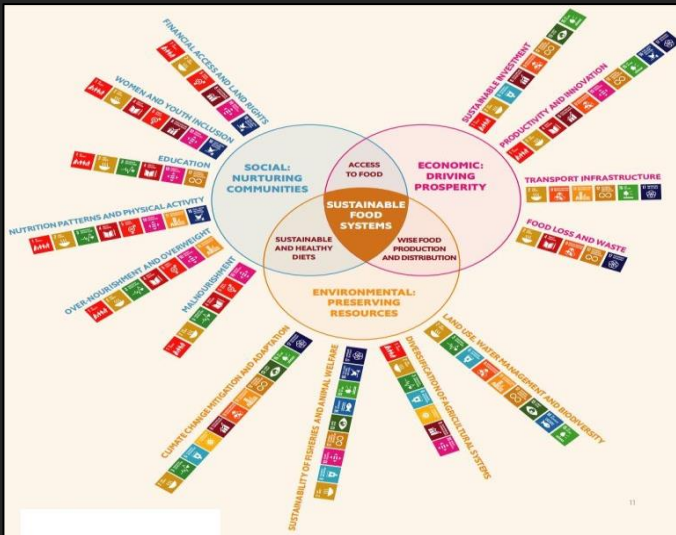 FINANCIAL ACCESS AND LAND RIGHTS
WOMEN AND YOUTH INCLUSION
EDUCATION
NUTRITION PATTERNS AND PHYSICAL ACTIVITY
OVER-NOURISHMENT AND OVERWEIGHT
MALNOURISHMENT
SOCIAL:
NURTURING
COMMUNITIES
ACCESS
TO FOOD
ECONOMIC:
DRIVING
PROSPERITY
SUSTAINABLE
FOOD
SYSTEMS
SUSTAINABLE
AND HEALTHY
DIETS
WISE FOOD
PRODUCTION
AND DISTRIBUTION
ENVIRONMENTAL:
PRESERVING
RESOURCES
SUSTAINABLE INVESTMENT
PRODUCTIVITY AND INNOVATION
TRANSPORT INFRASTRUCTURE
FOOD LOSS AND WASTE
CLIMATE CHANGE MITIGATION AND ADAPTATION
SUSTAINABILITY OF FISHERIES AND ANIMAL WELFARE
DIVERSIFICATION OF AGRICULTURAL SYSTEMS
LAND USE, WATER MANAGEMENT AND BIODIVERSITY
11